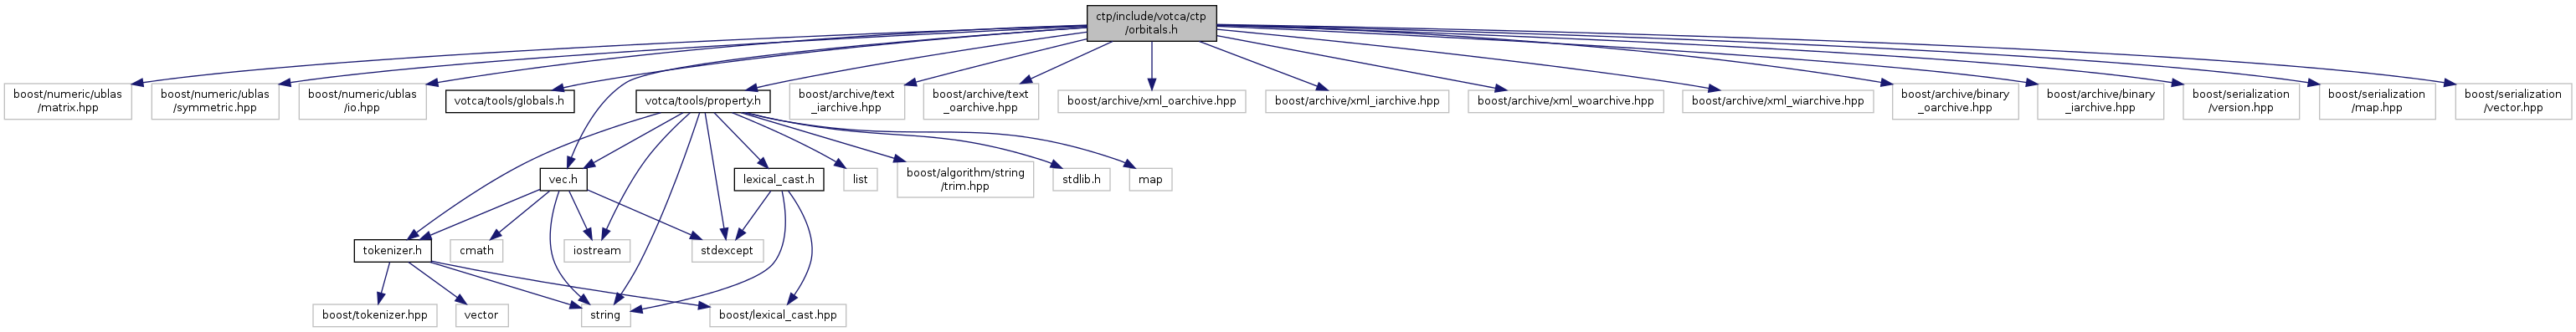 ctp/include/votca/ctp
/orbitals.h
boost/numeric/ublas
/matrix.hpp
boost/numeric/ublas
/symmetric.hpp
boost/numeric/ublas
/io.hpp
votca/tools/globals.h
votca/tools/property.h
boost/archive/text
_iarchive.hpp
boost/archive/text
_oarchive.hpp
boost/archive/xml_oarchive.hpp
boost/archive/xml_iarchive.hpp
boost/archive/xml_woarchive.hpp
boost/archive/xml_wiarchive.hpp
boost/archive/binary
_oarchive.hpp
boost/archive/binary
_iarchive.hpp
boost/serialization
/version.hpp
boost/serialization
/map.hpp
boost/serialization
/vector.hpp
vec.h
lexical_cast.h
list
boost/algorithm/string
/trim.hpp
stdlib.h
map
tokenizer.h
cmath
iostream
stdexcept
boost/tokenizer.hpp
vector
string
boost/lexical_cast.hpp